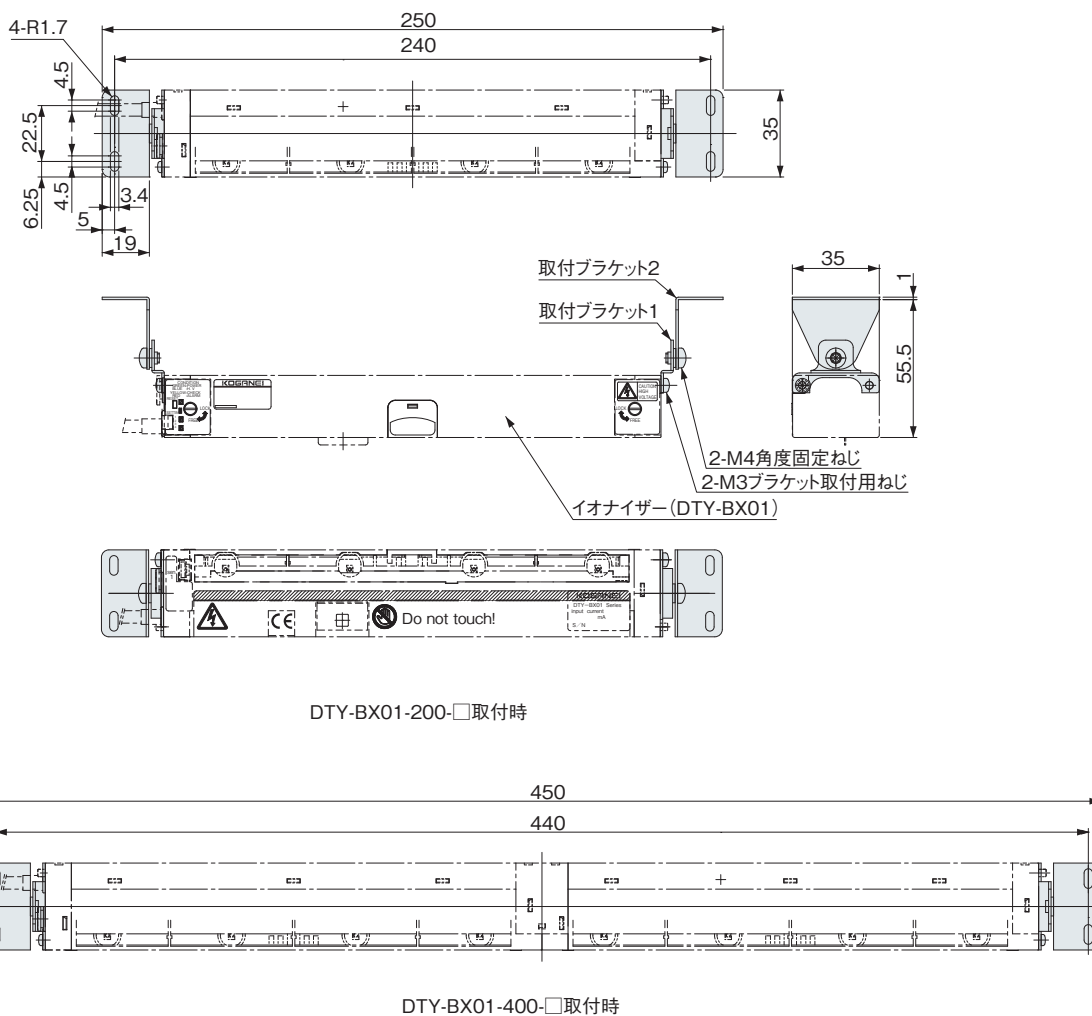 4-R1.7
250
240
4.5
22.5
4.5
6.25
3.4
5
19
35
取付ブラケット2
取付ブラケット1
35
1
55.5
KOGANEI
LOCK
FREE
CAUTION
HIGH
VOLTAGE
LOCK
FREE
2-M4角度固定ねじ
2-M3ブラケット取付用ねじ
イオナイザー(DTY-BX01)
CE
Do not touch!
KOGANEI
DTY-BX01 Series
input current
mA
S/N
DTY-BX01-200-□取付時
450
440
DTY-BX01-400-□取付時